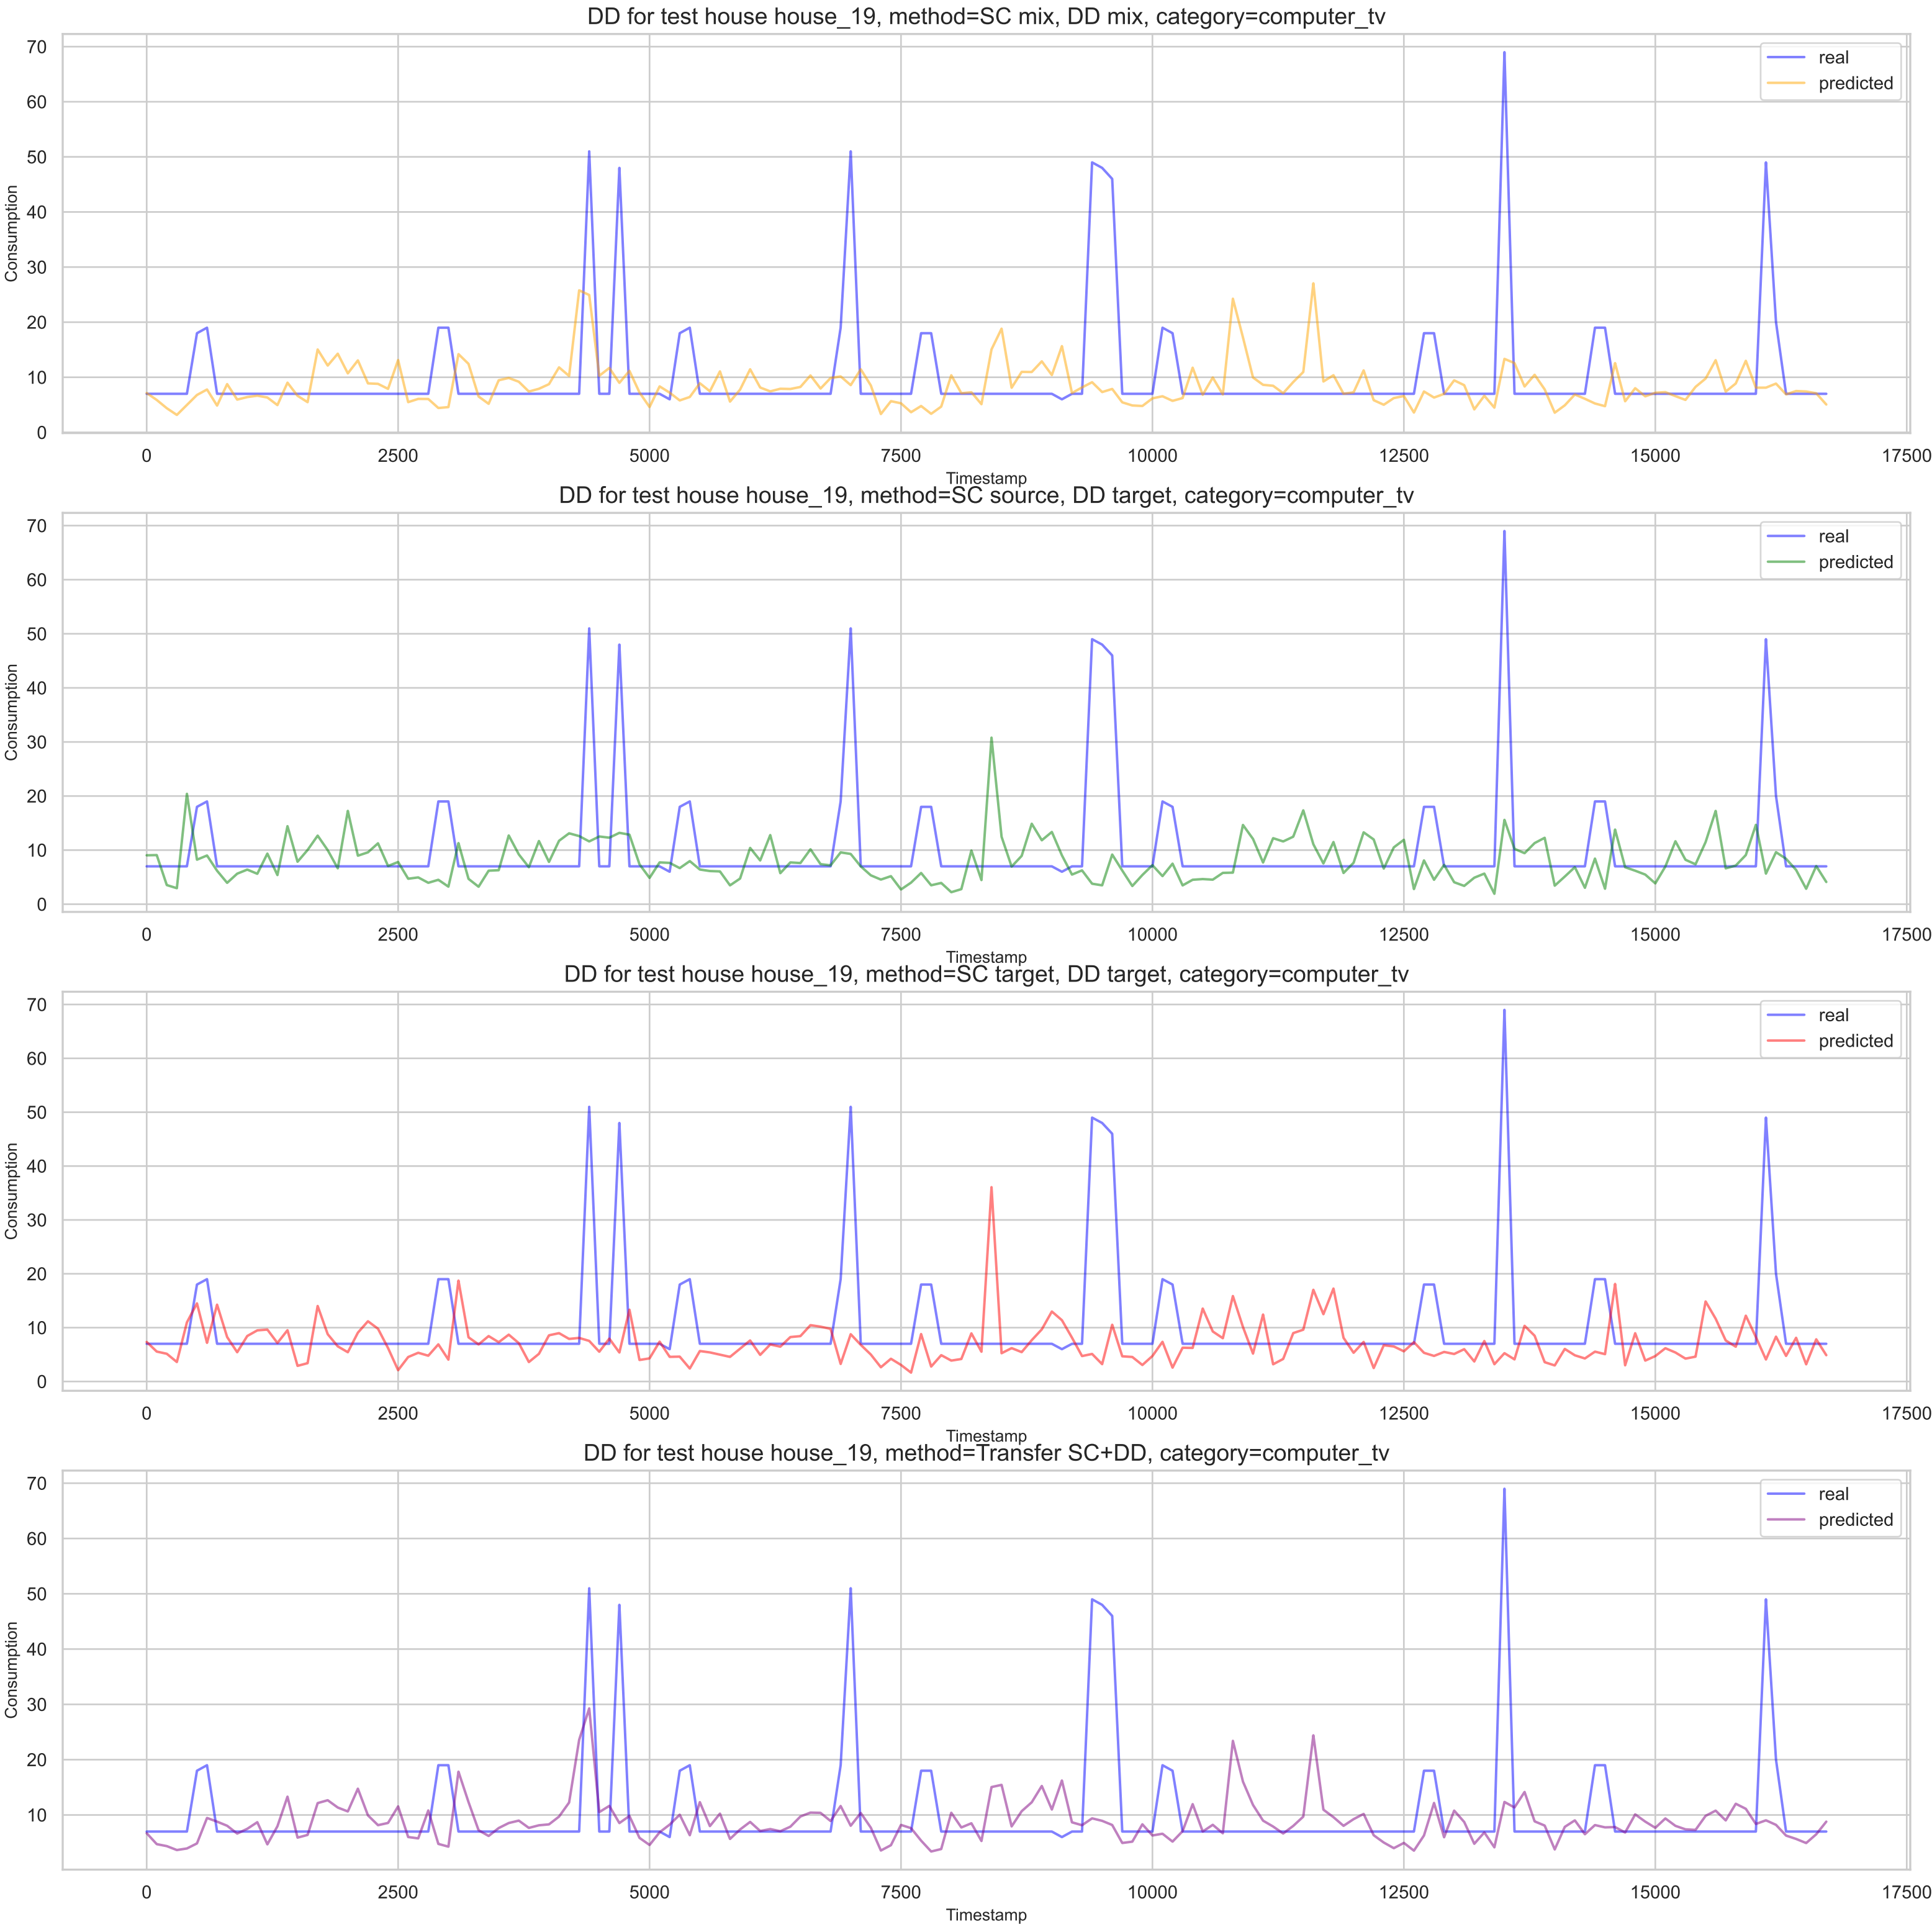 DD for test house house_19, method=SC mix, DD mix, category=computer_tv
70
60
50
40
30
20
10
0
Consumption
real
predicted
0 2500 5000 7500 10000 12500 15000 17500
Timestamp
DD for test house house_19, method=SC source, DD target, category=computer_tv
70
60
50
40
30
20
10
0
Consumption
real
predicted
0 2500 5000 7500 10000 12500 15000 17500
Timestamp
DD for test house house_19, method=SC target, DD target, category=computer_tv
70
60
50
40
30
20
10
0
Consumption
real
predicted
0 2500 5000 7500 10000 12500 15000 17500
Timestamp
DD for test house house_19, method=Transfer SC+DD, category=computer_tv
70
60
50
40
30
20
10
Consumption
real
predicted
0 2500 5000 7500 10000 12500 15000 17500
Timestamp